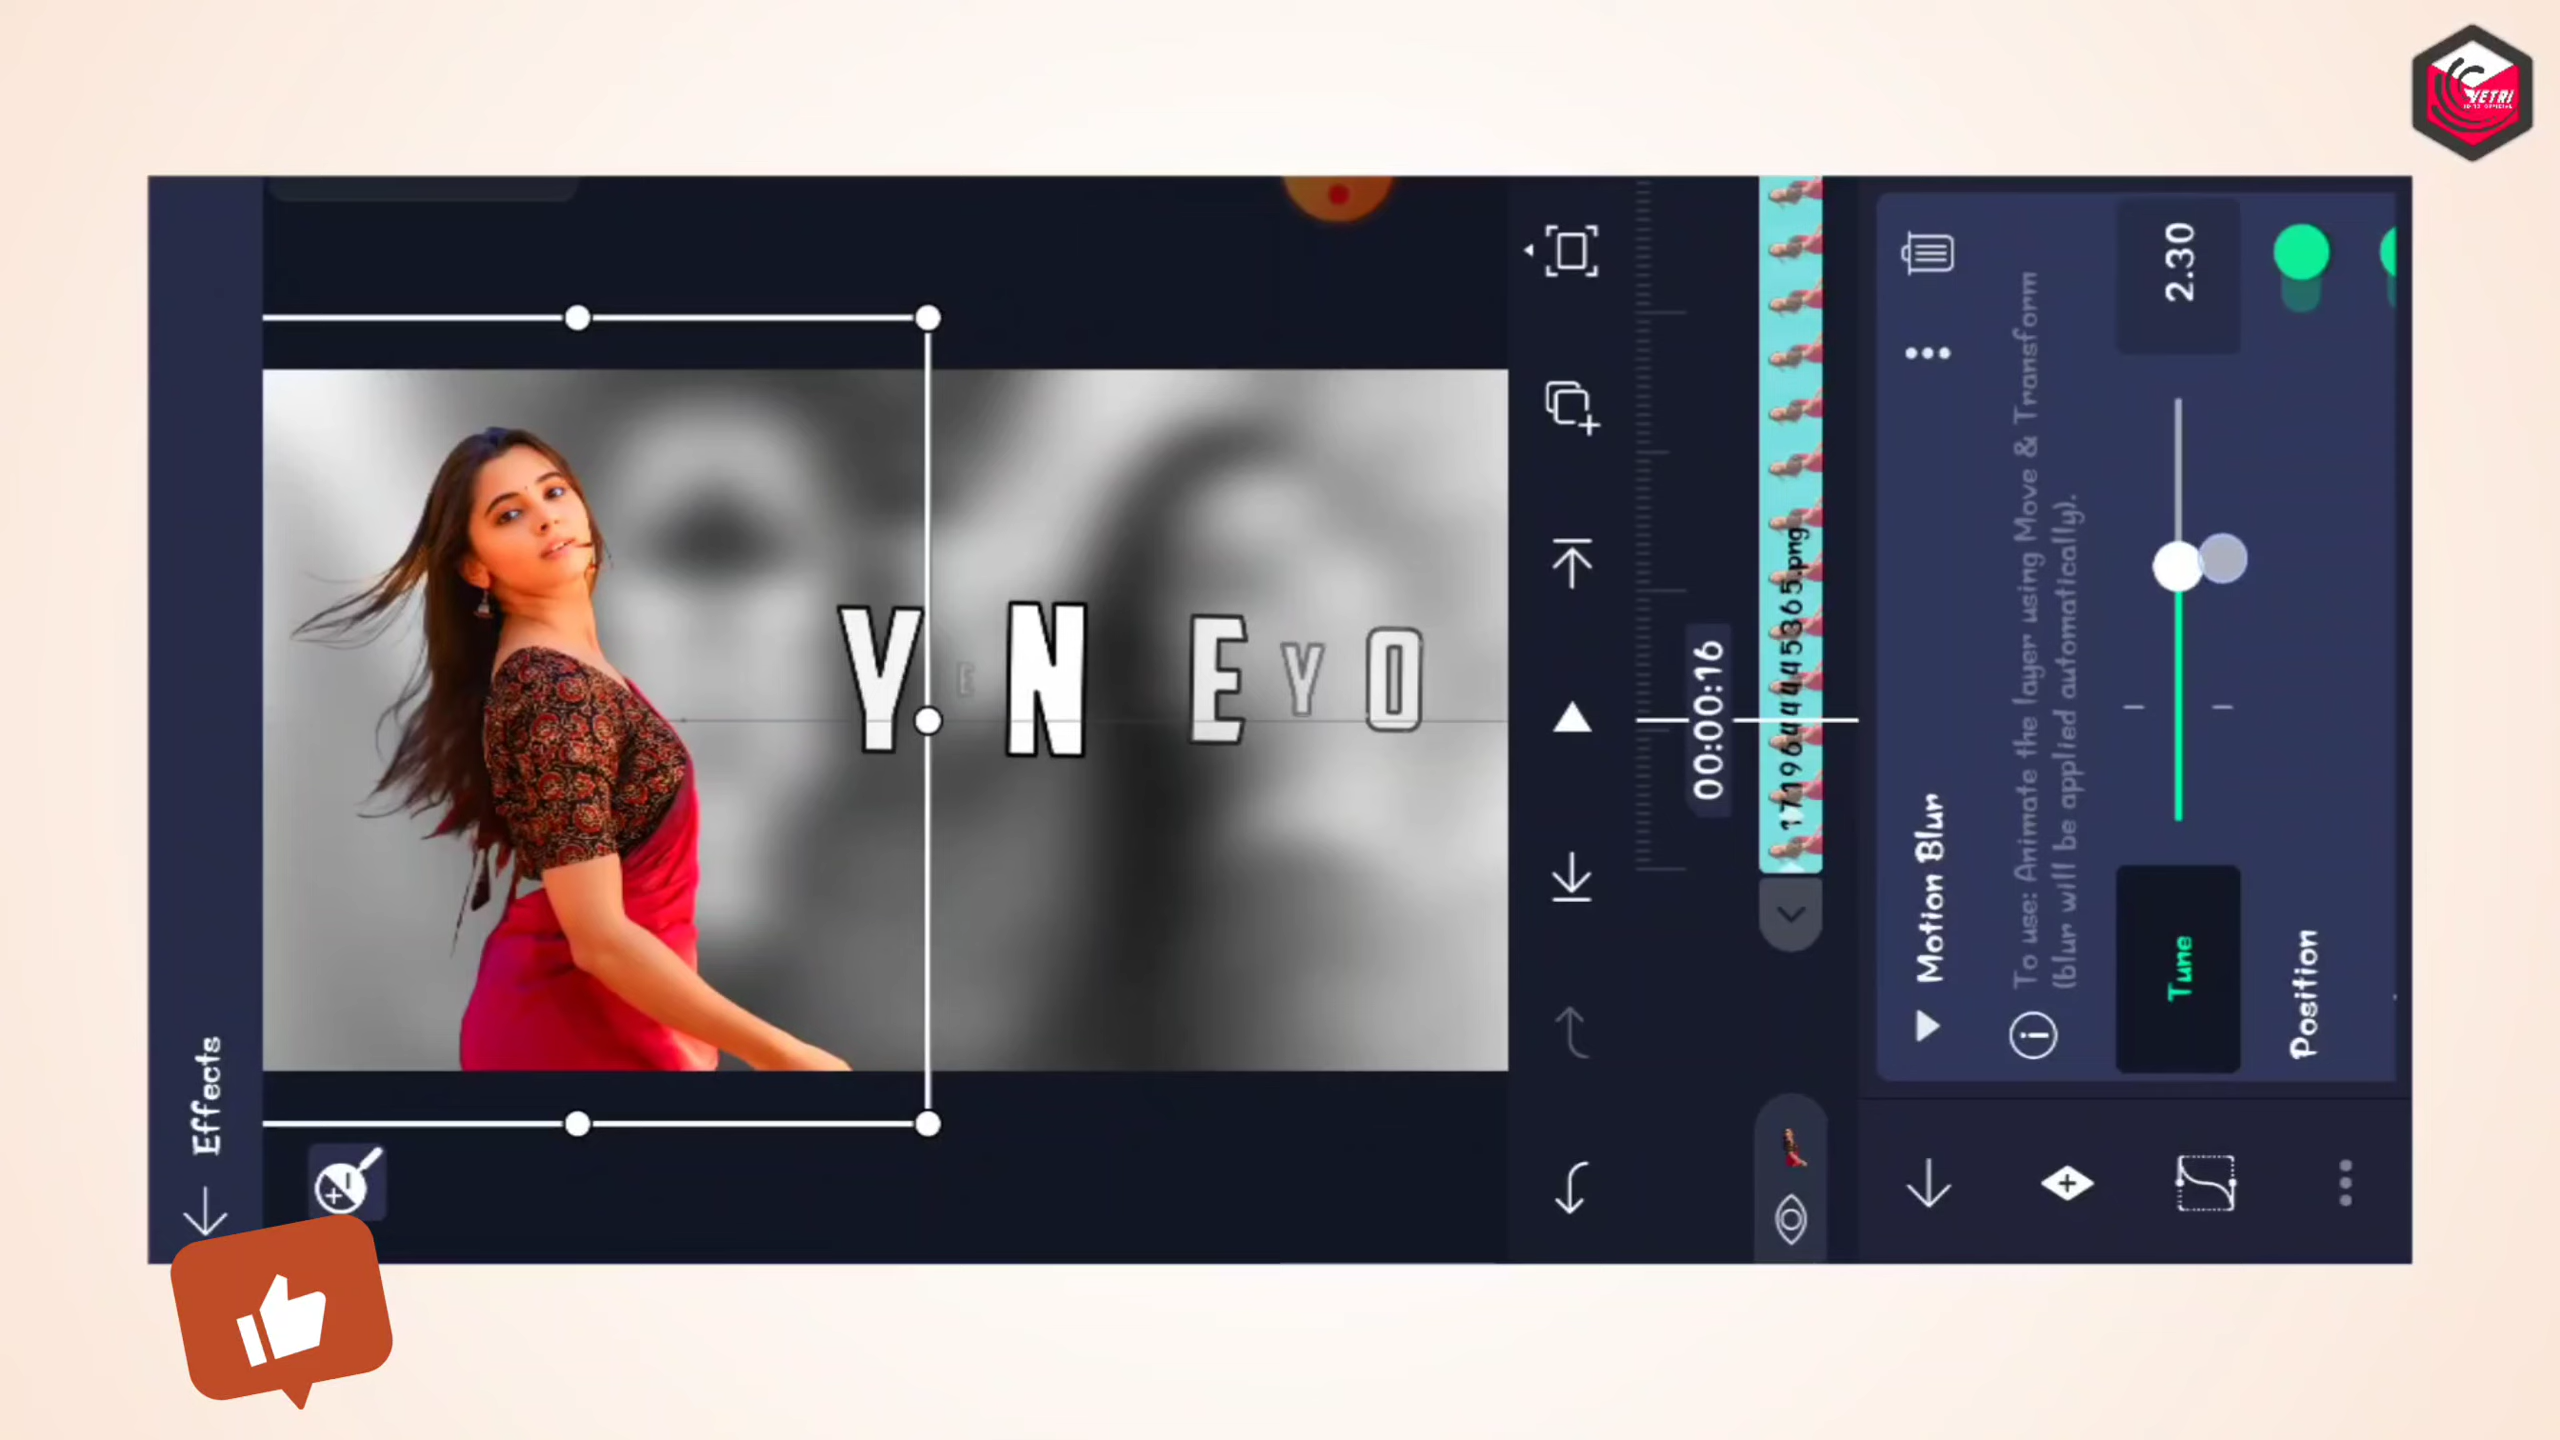 VETRI
Effects
Y E N E Y O
00:00:16
1719644453365.png
Motion Blur
To use: Animate the layer using Move & Transform
(blur will be applied automatically).
Tune
2.30
Position